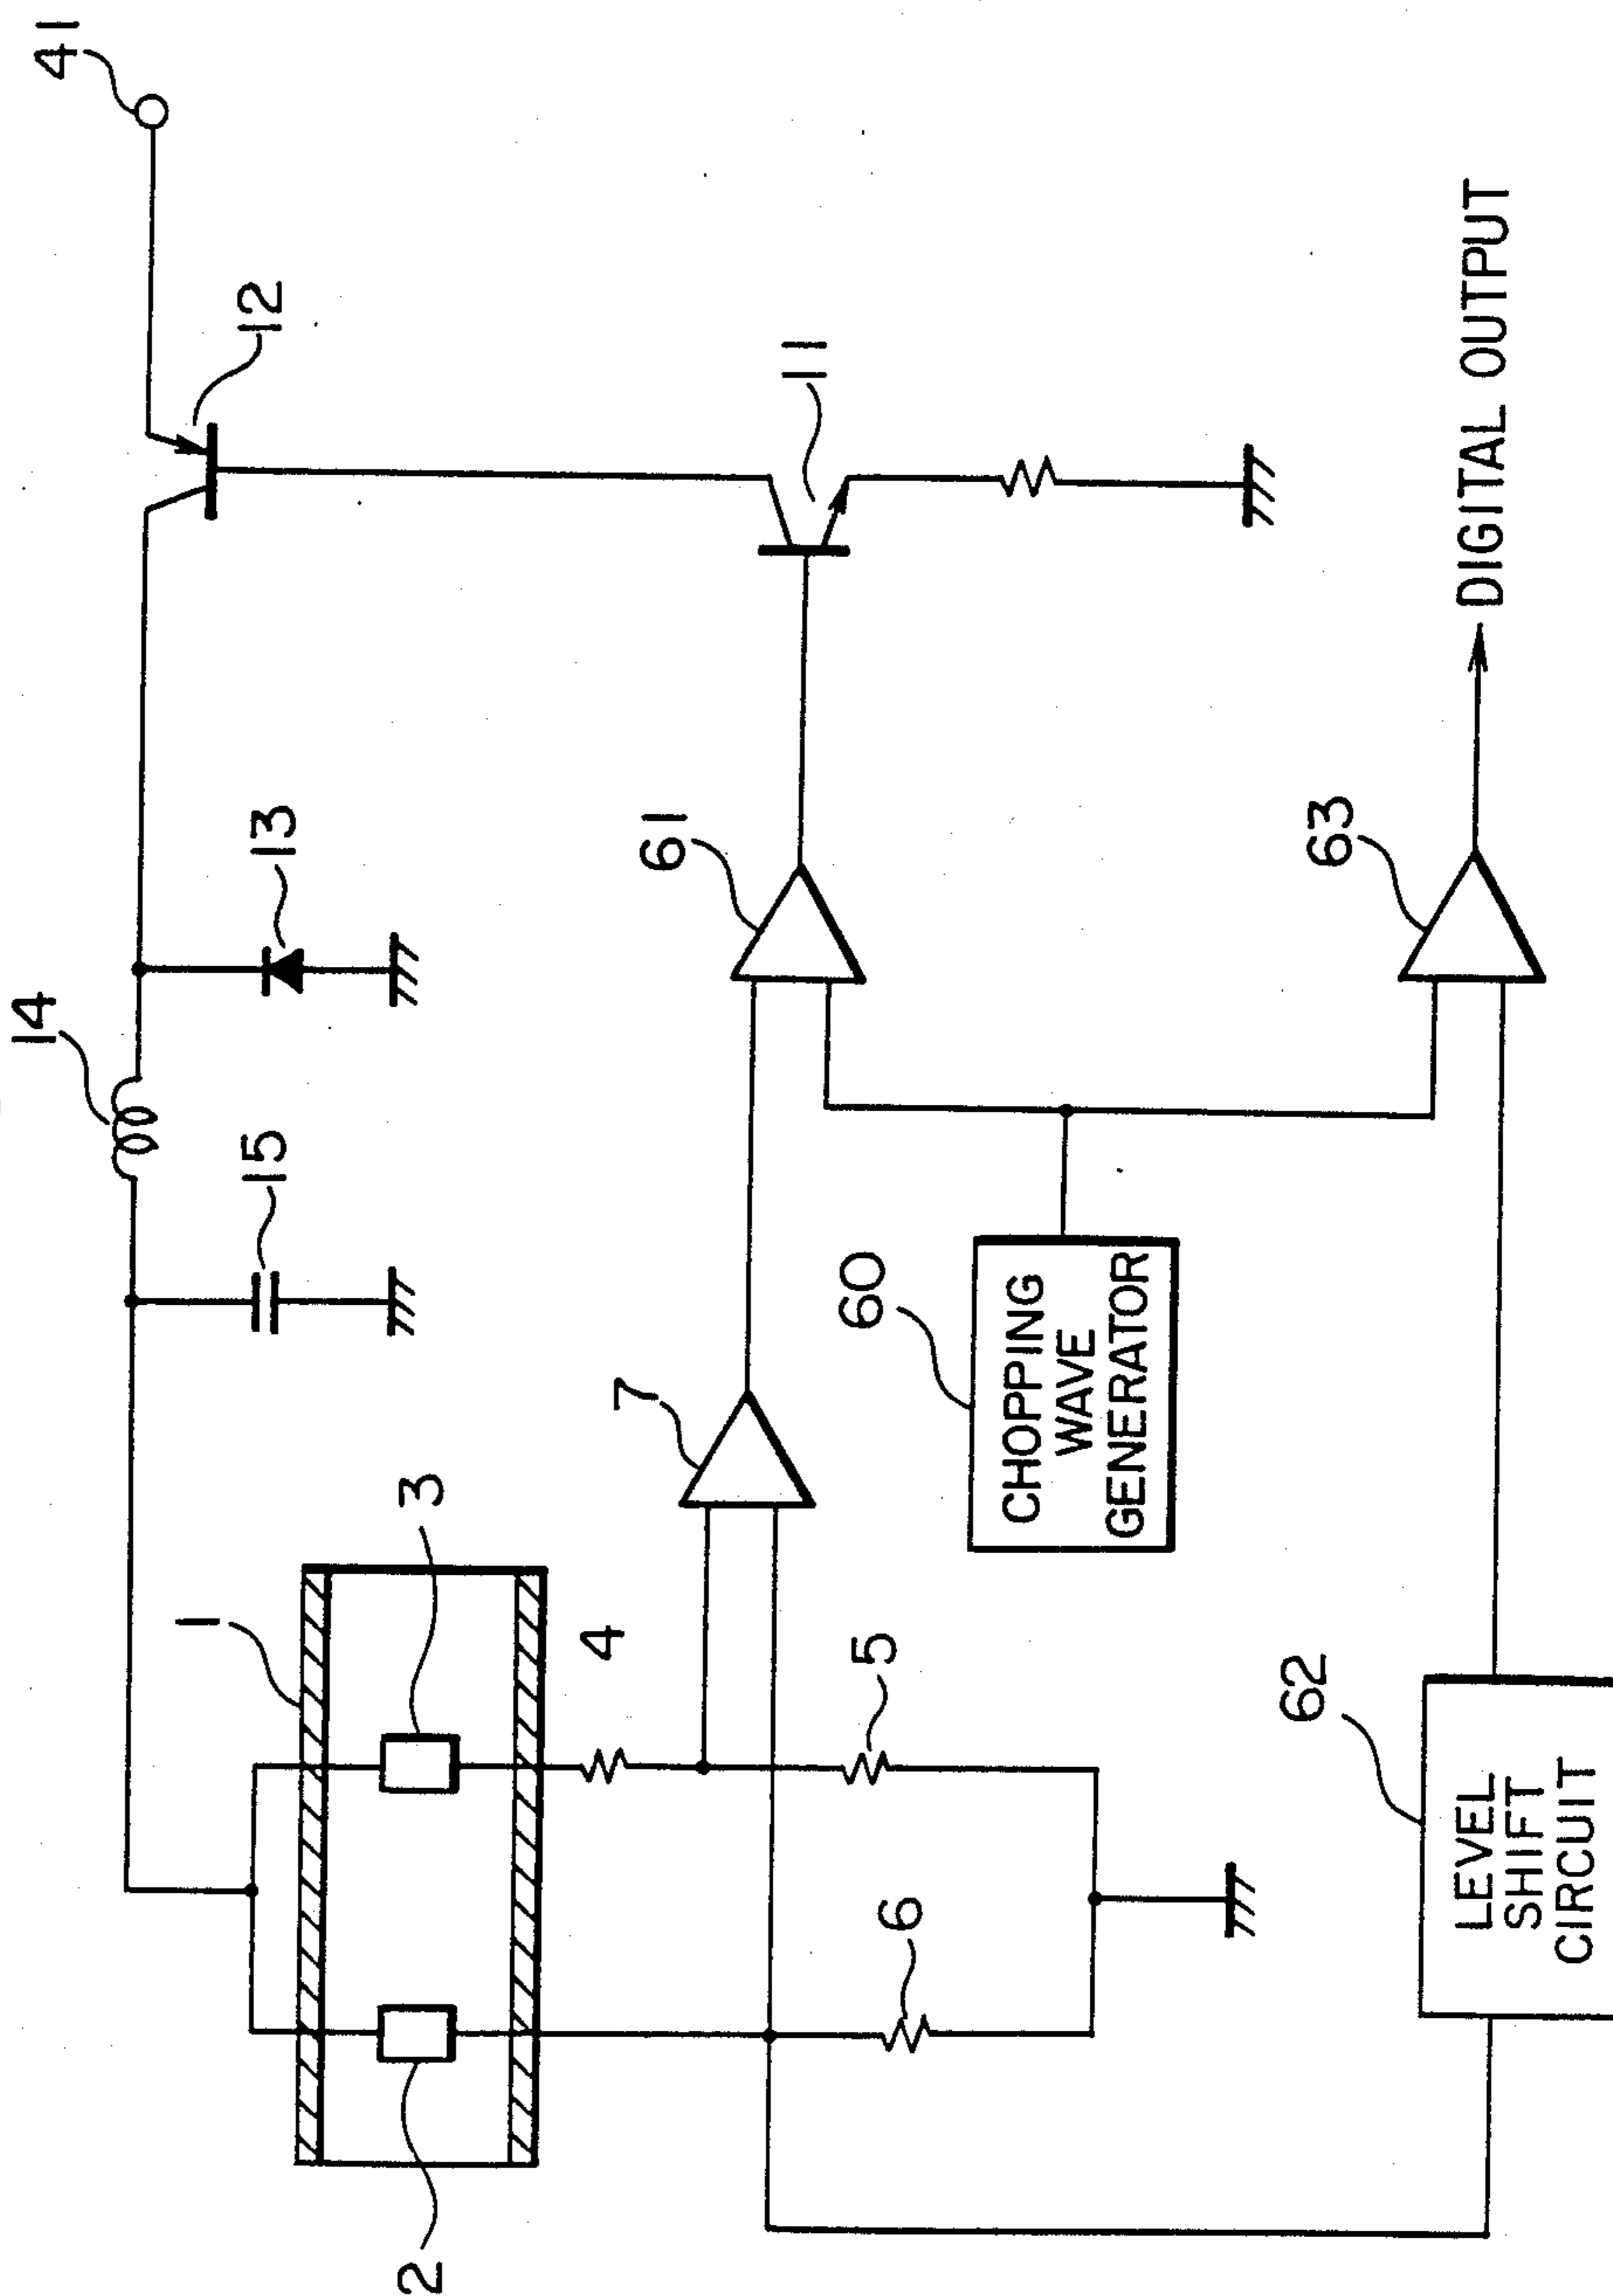 41
12
14
13
15
11
61
7
1
3
4
60
CHOPPING
WAVE
GENERATOR
63
DIGITAL OUTPUT
5
6
2
62
LEVEL
SHIFT
CIRCUIT